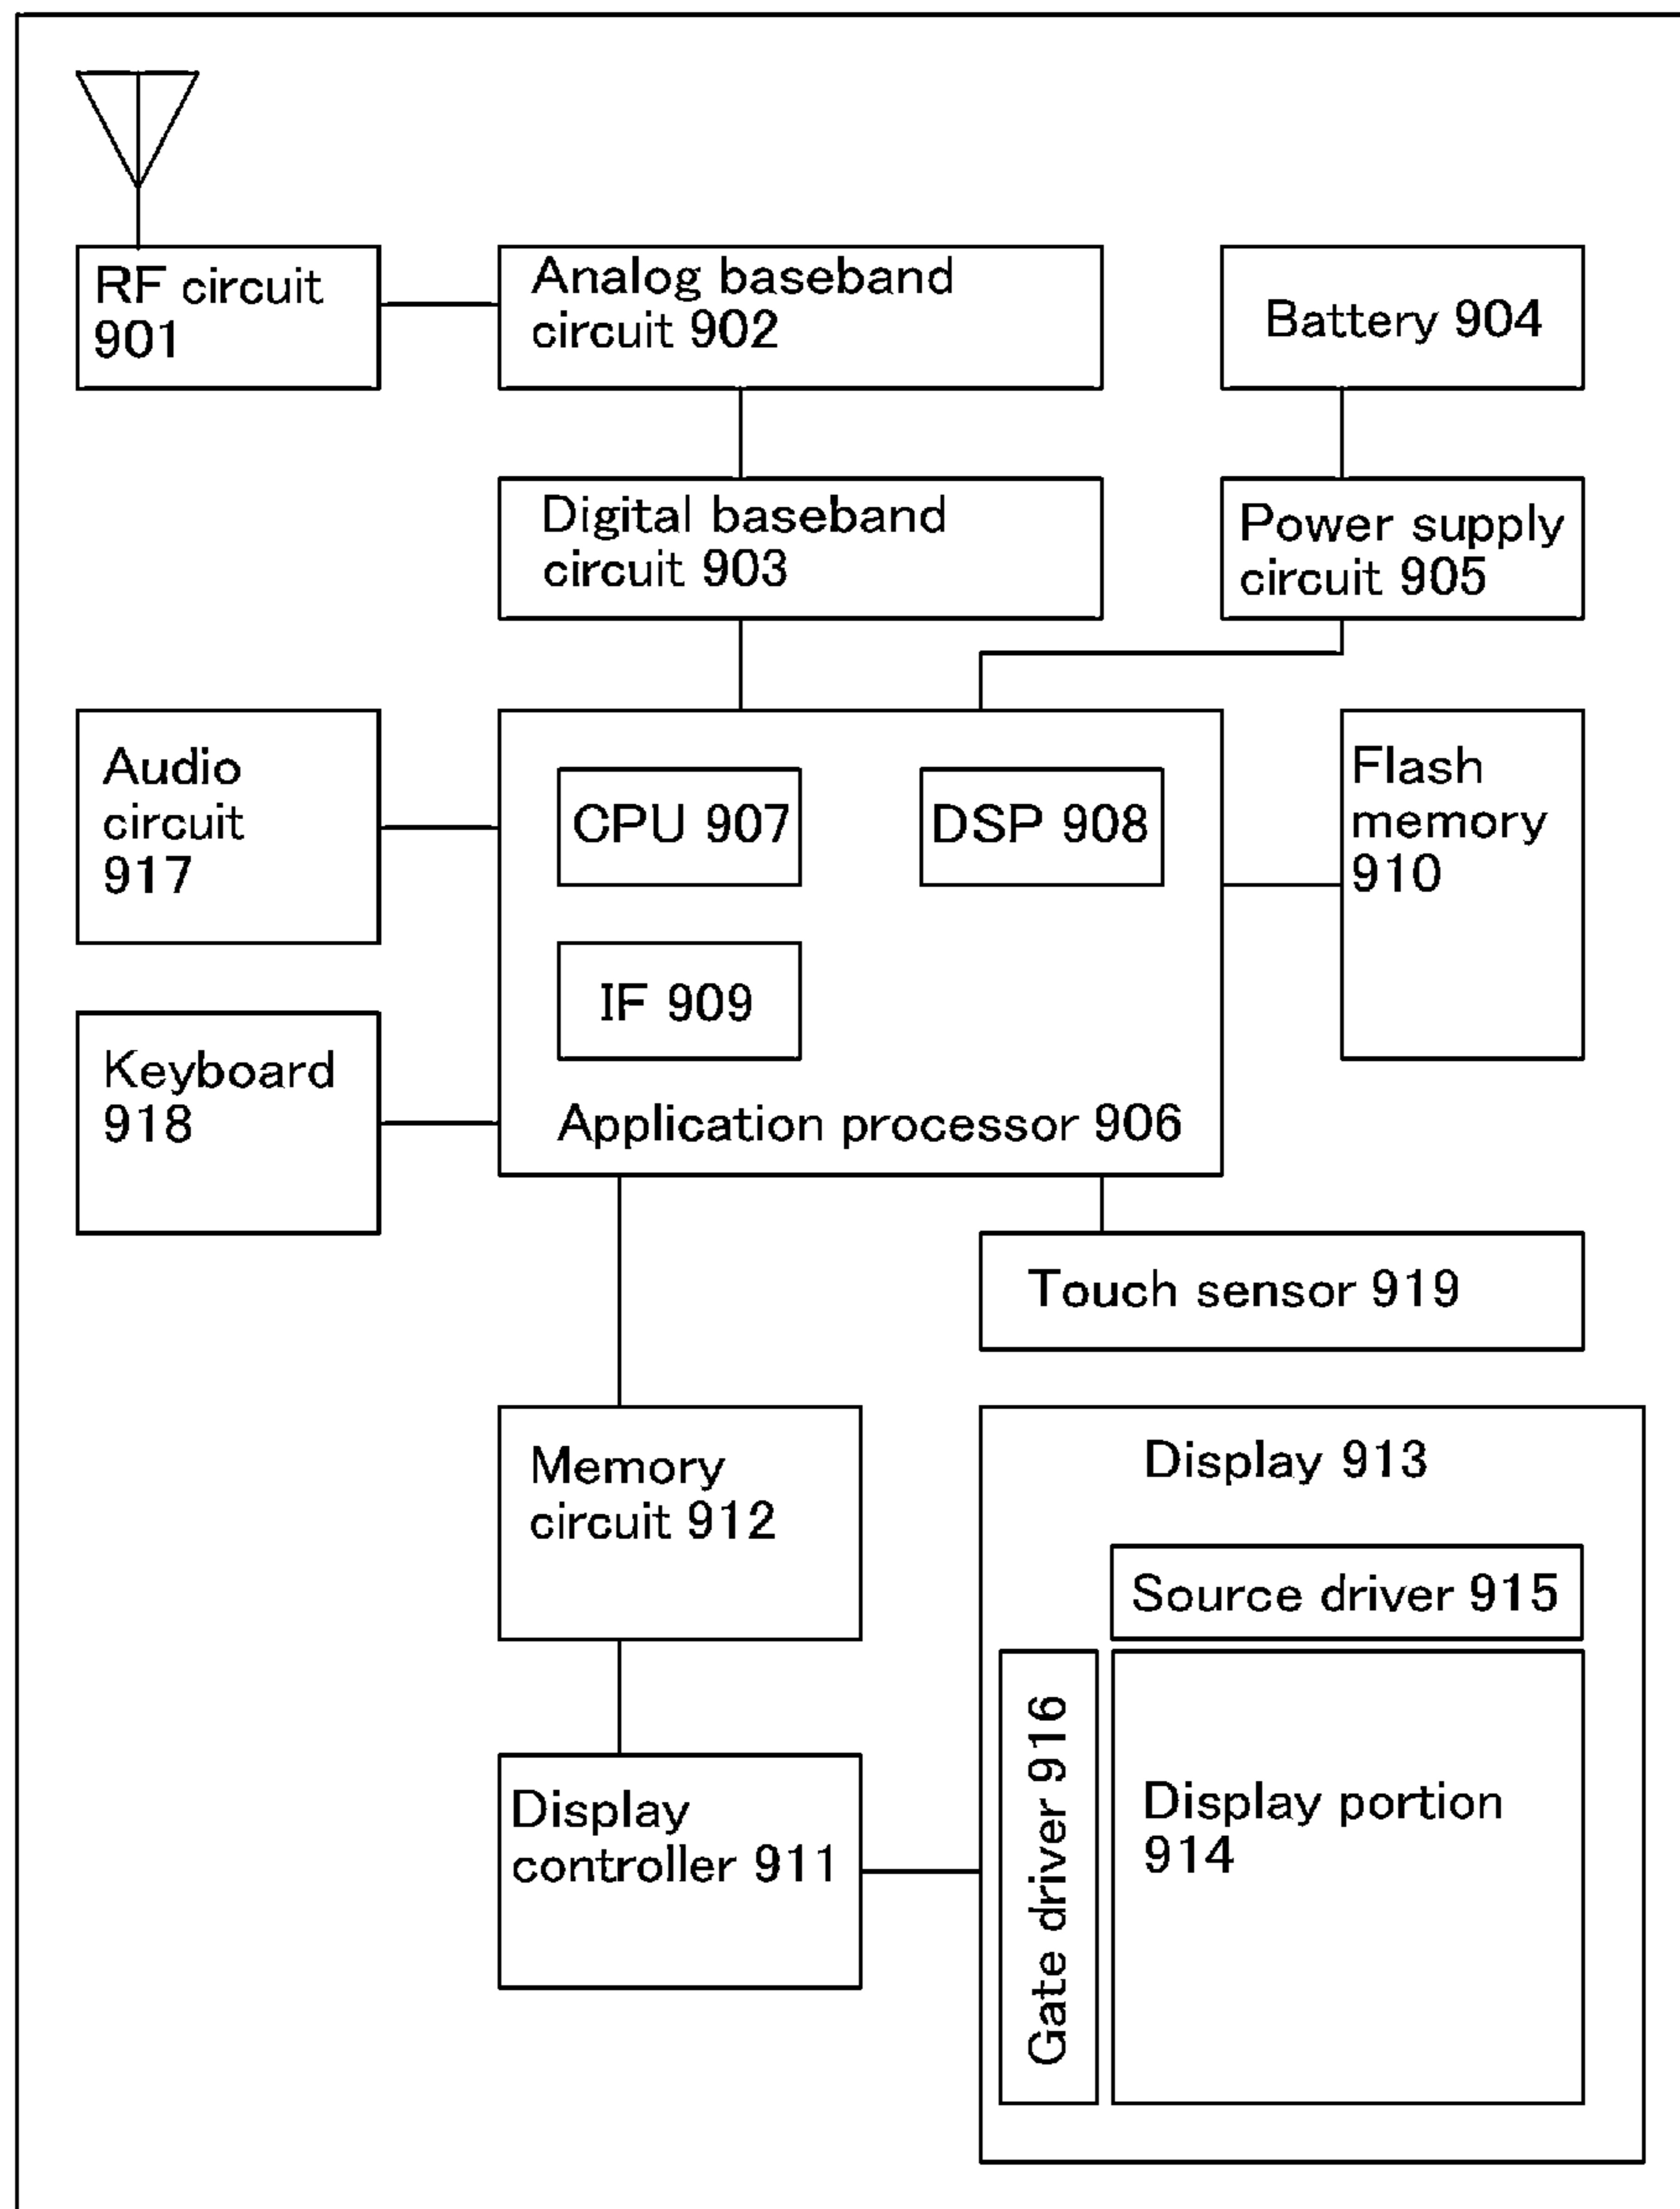 RF circuit
901
Analog baseband
circuit 902
Battery 904
Digital baseband
circuit 903
Power supply
circuit 905
Audio
circuit
917
CPU 907
DSP 908
Flash
memory
910
IF 909
Keyboard
918
Application processor 906
Touch sensor 919
Memory
circuit 912
Display 913
Source driver 915
Gate driver 916
Display portion
914
Display
controller 911